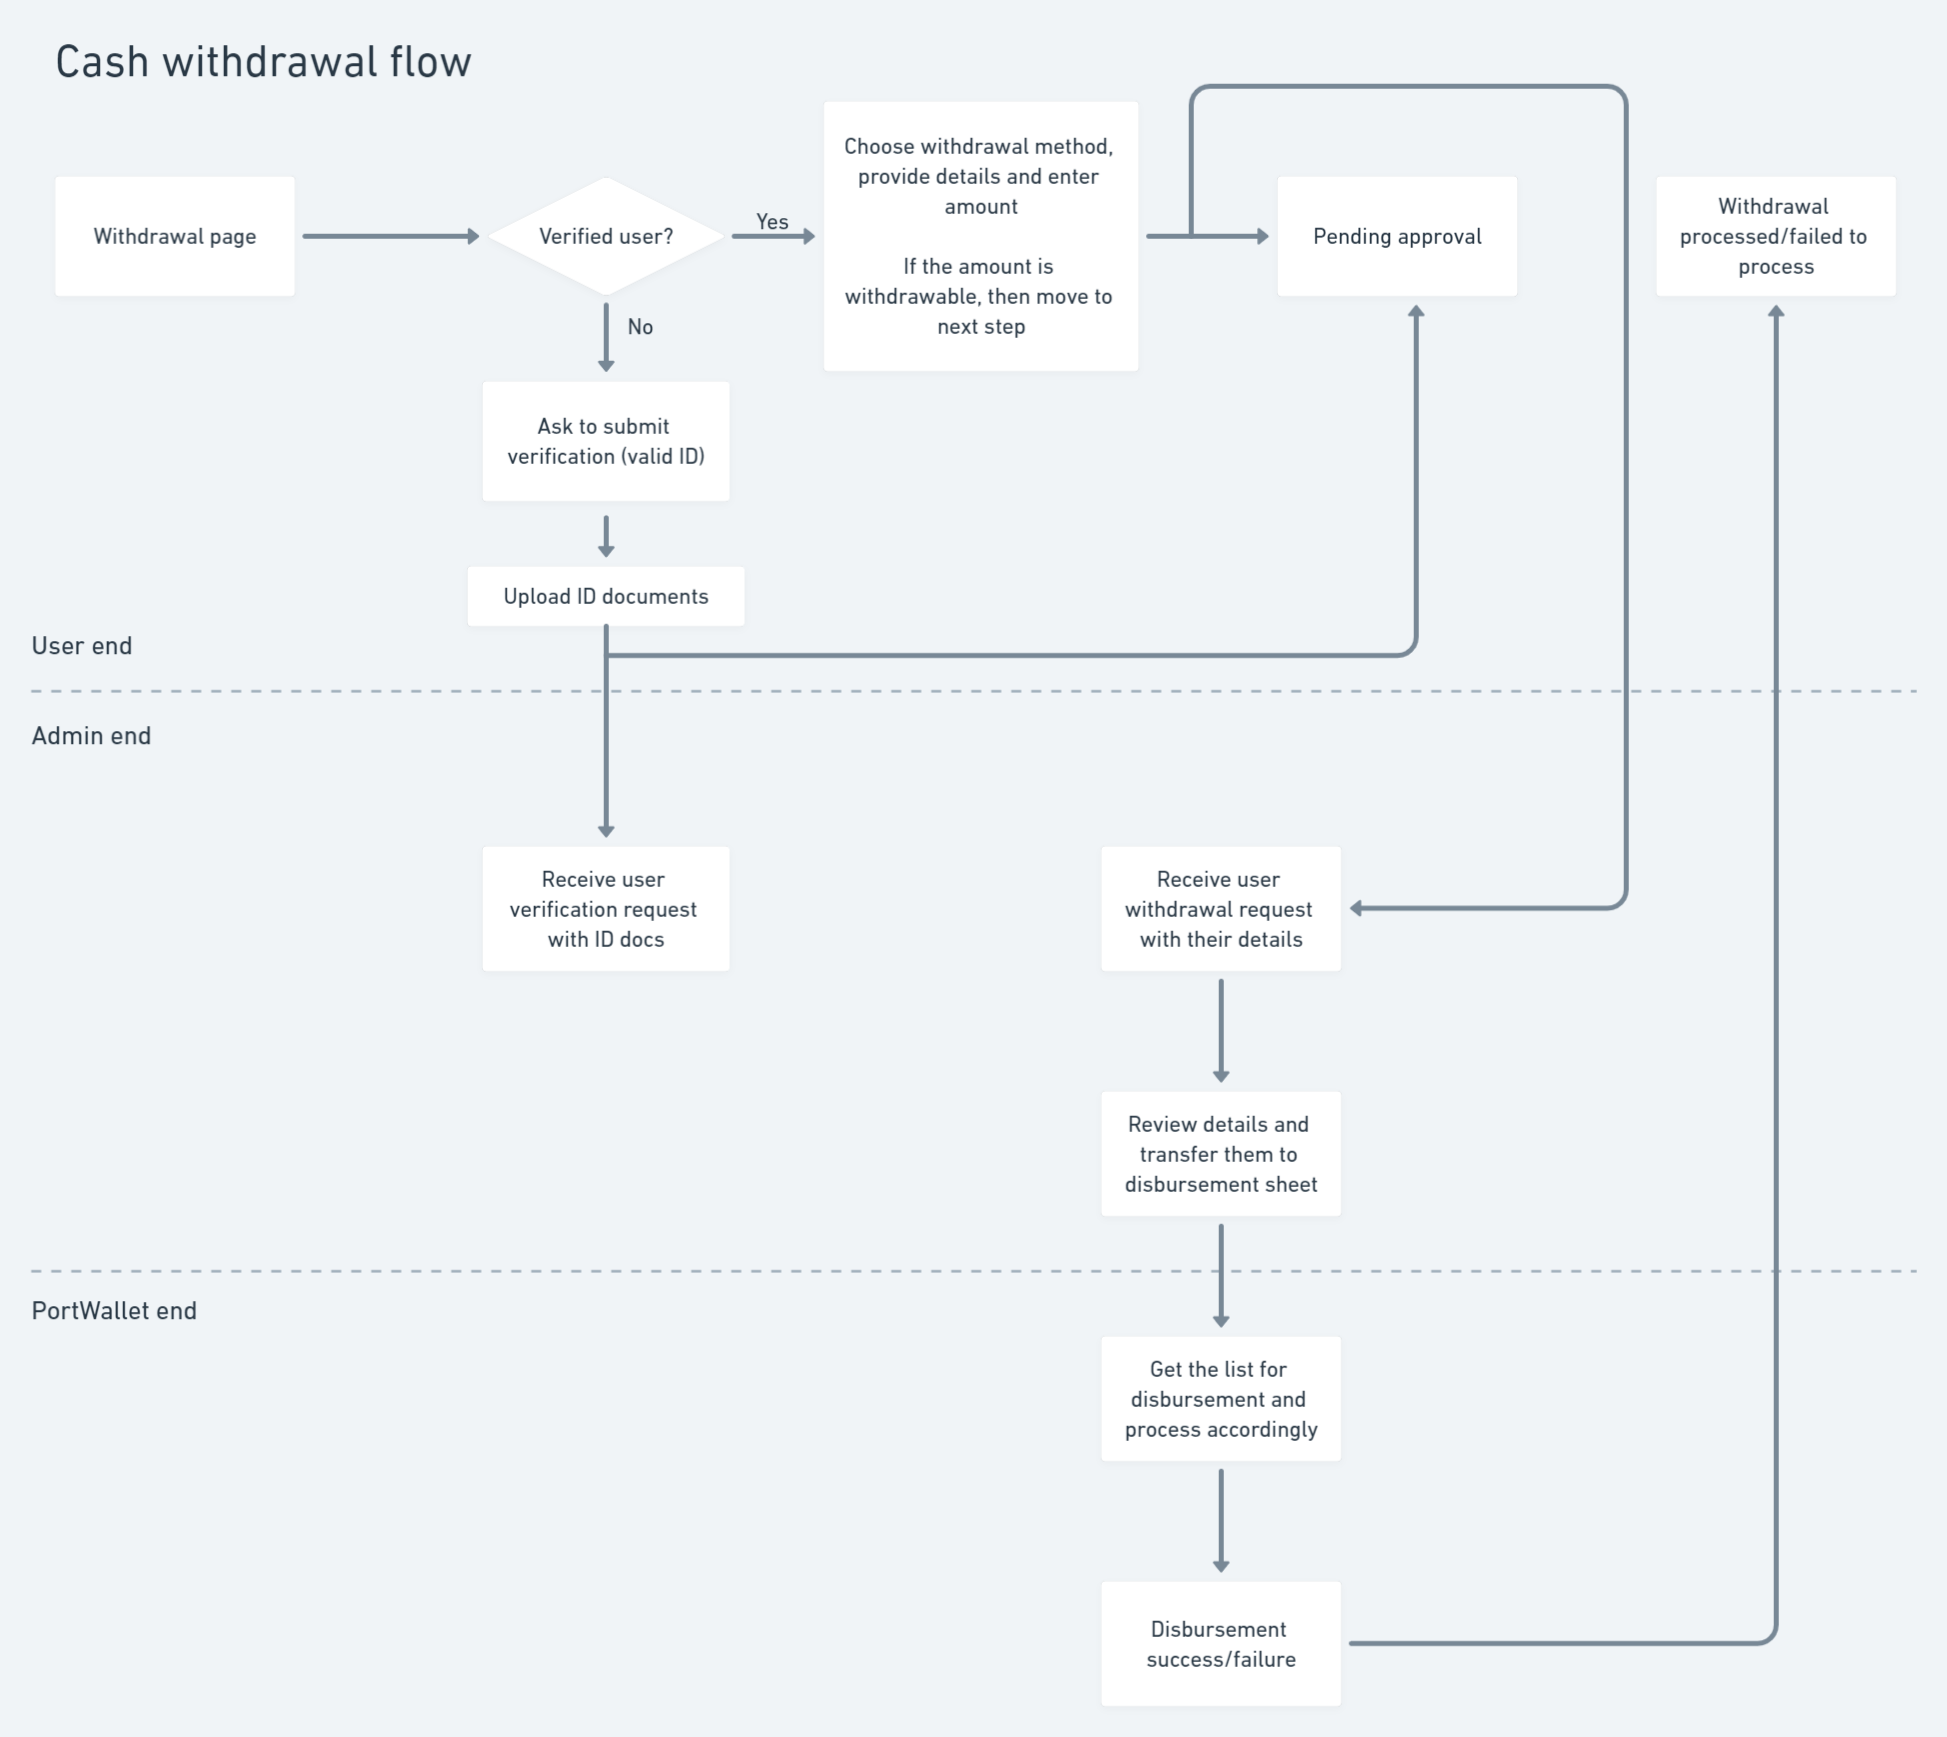 Cash withdrawal flow
Withdrawal page
Verified user?
Yes
No
Choose withdrawal method,
provide details and enter
amount
If the amount is
withdrawable, then move to
next step
Pending approval
Withdrawal
processed/failed to
process
Ask to submit
verification (valid ID)
Upload ID documents
User end
Admin end
Receive user
verification request
with ID docs
Receive user
withdrawal request
with their details
Review details and
transfer them to
disbursement sheet
PortWallet end
Get the list for
disbursement and
process accordingly
Disbursement
success/failure